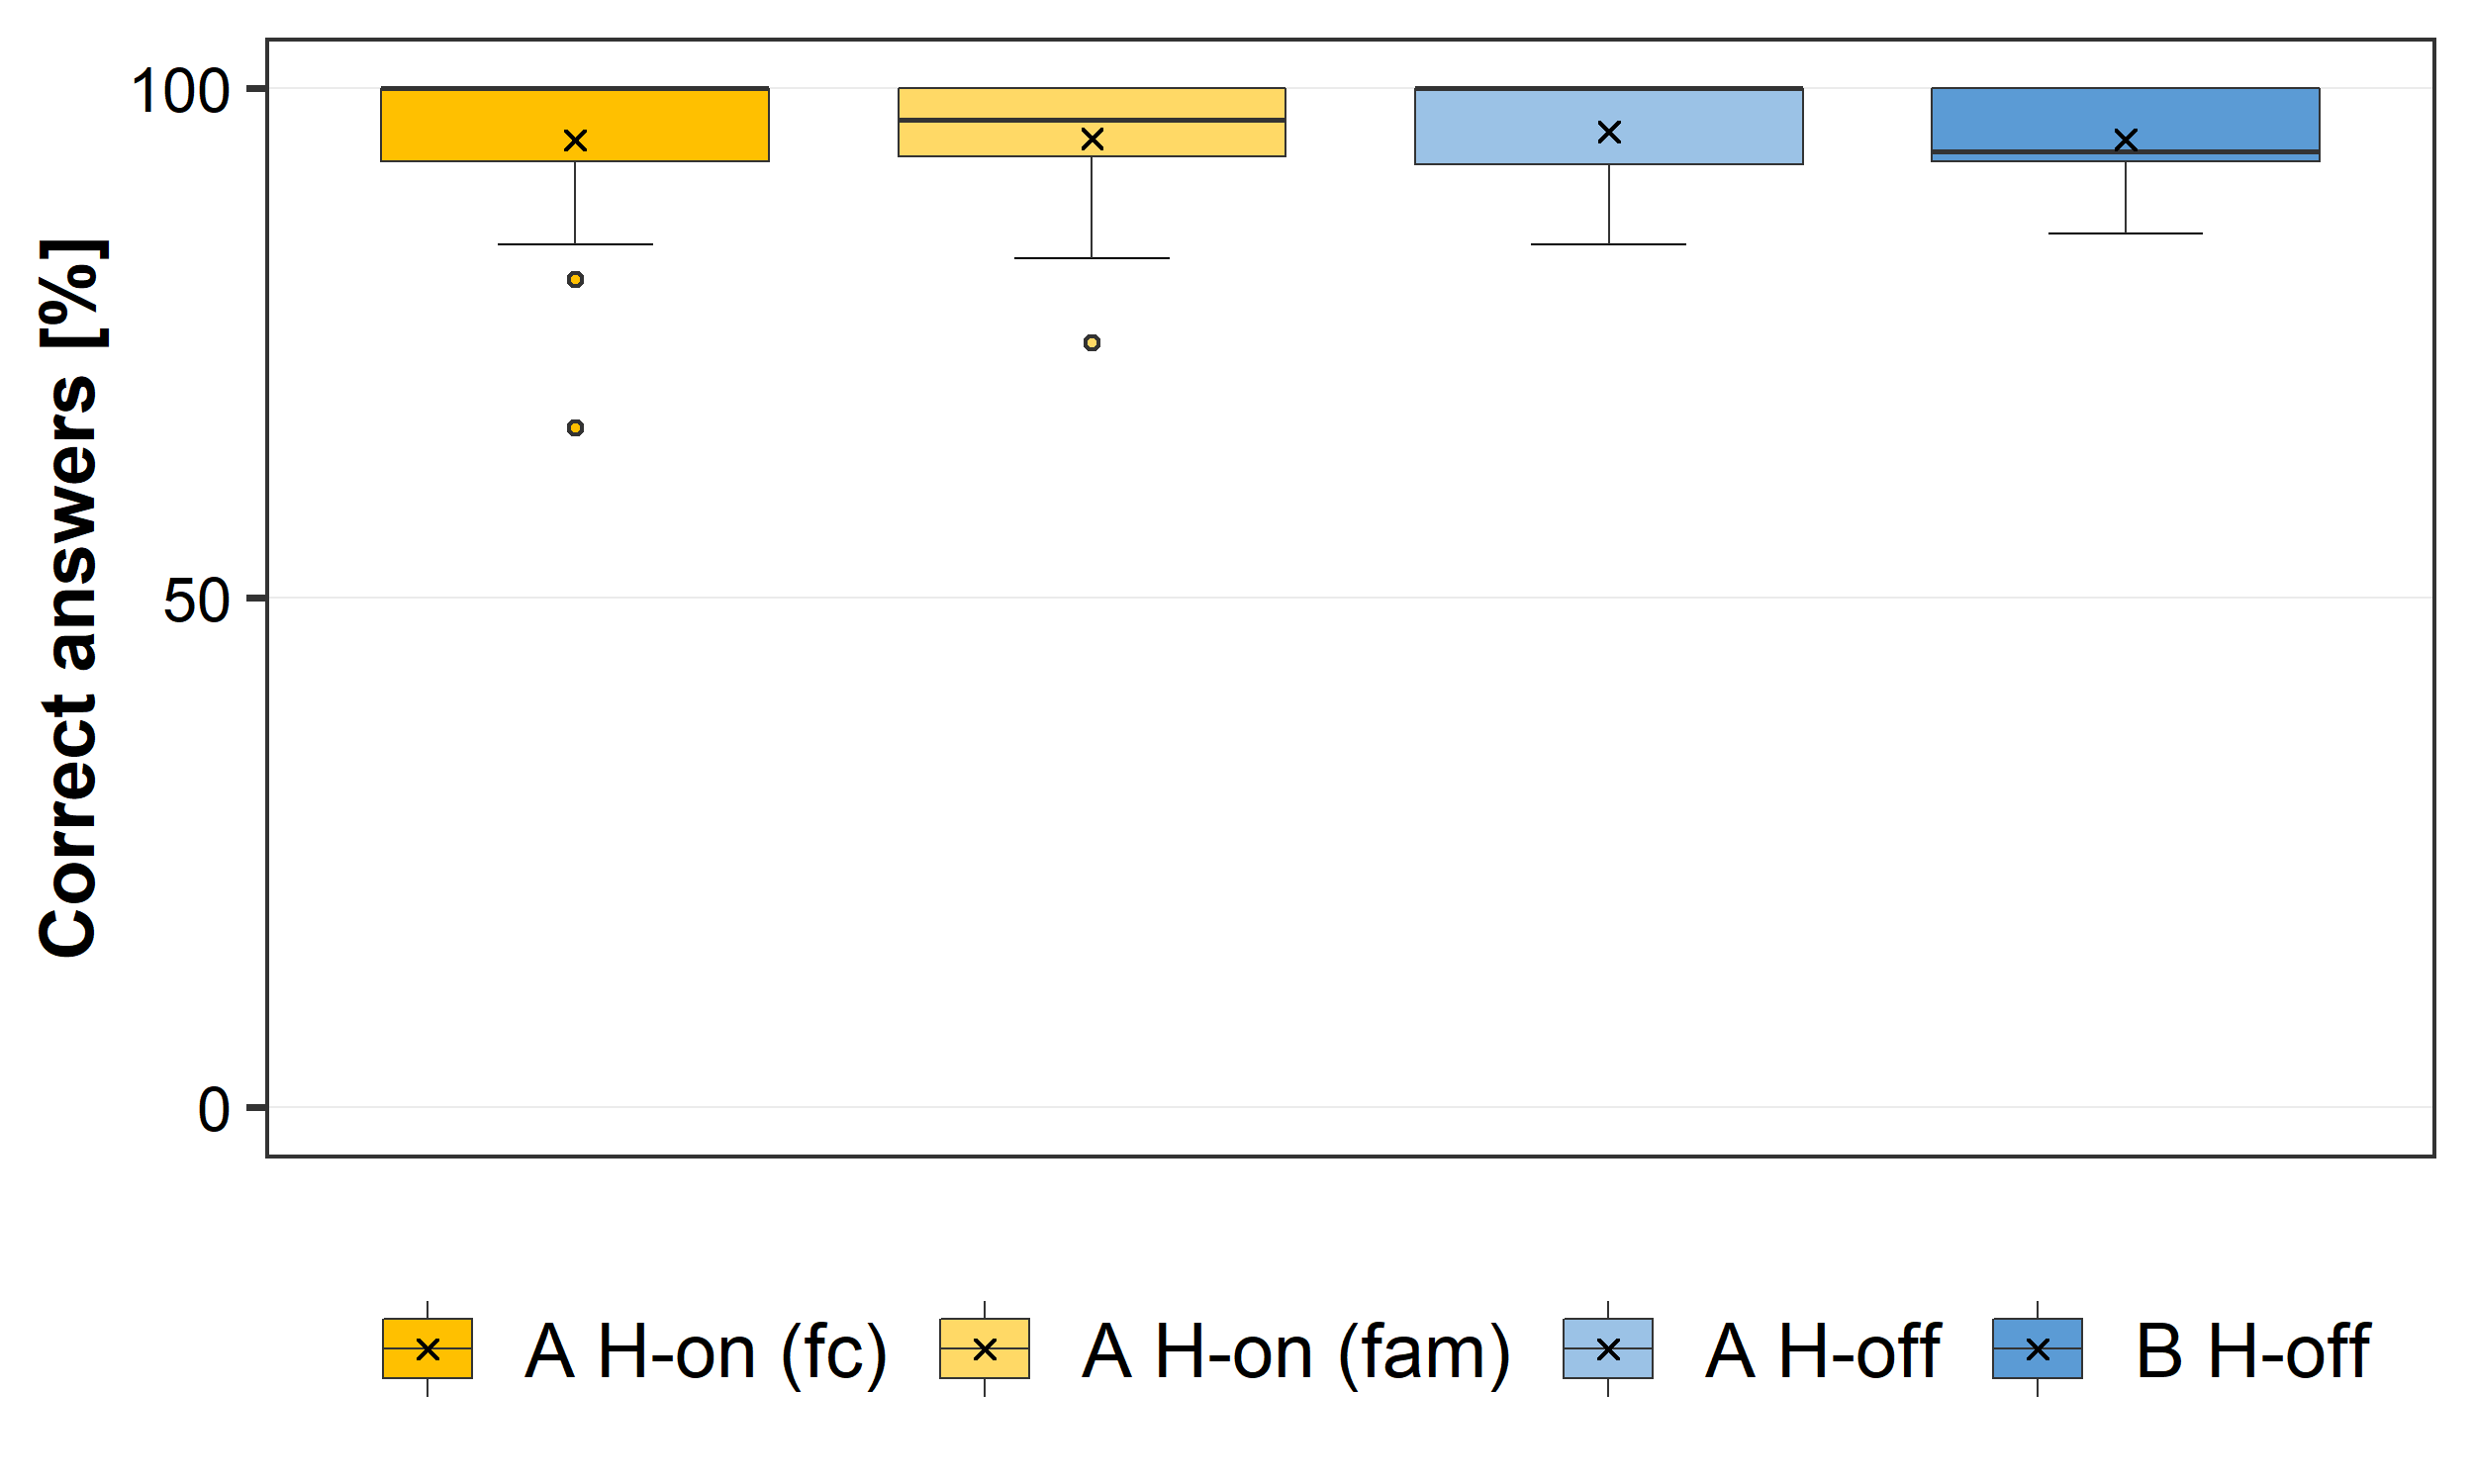 Correct answers [%]
100
50
0
A H-on (fc)
A H-on (fam)
A H-off
B H-off